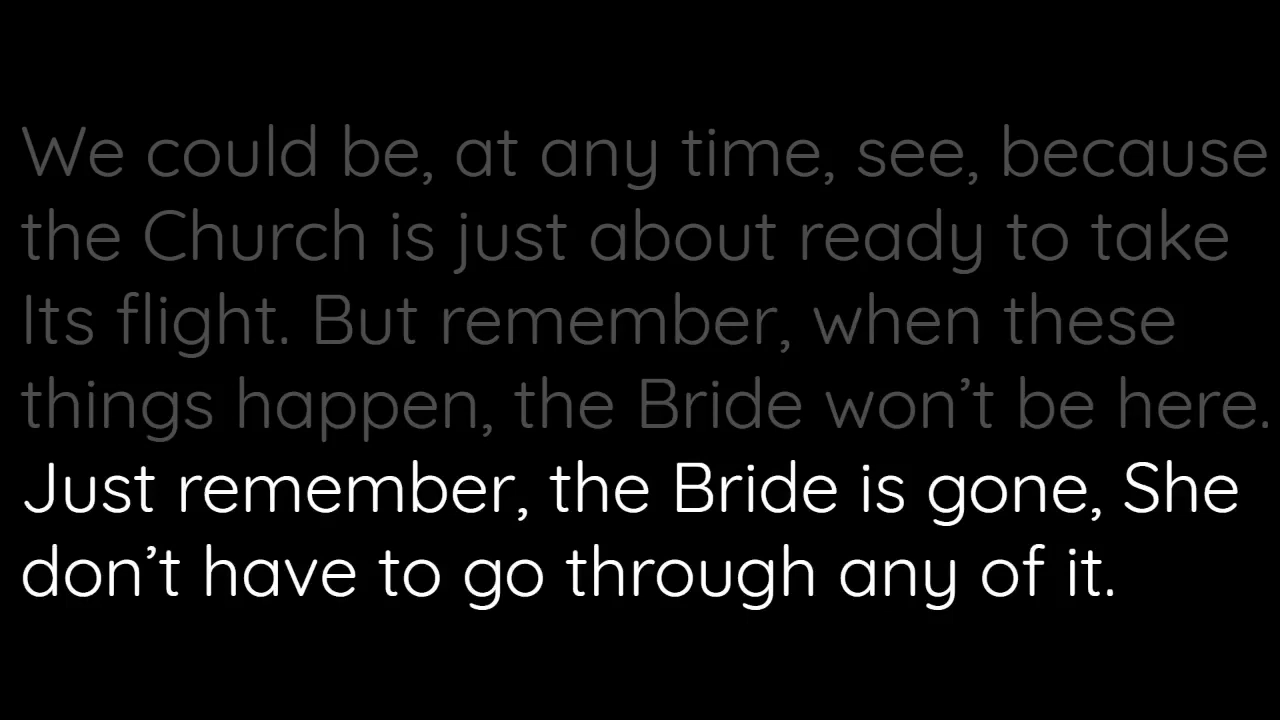 We could be, at any time, see, because
the Church is just about ready to take
Its flight. But remember, when these
things happen, the Bride won’t be here.
Just remember, the Bride is gone, She
don’t have to go through any of it.